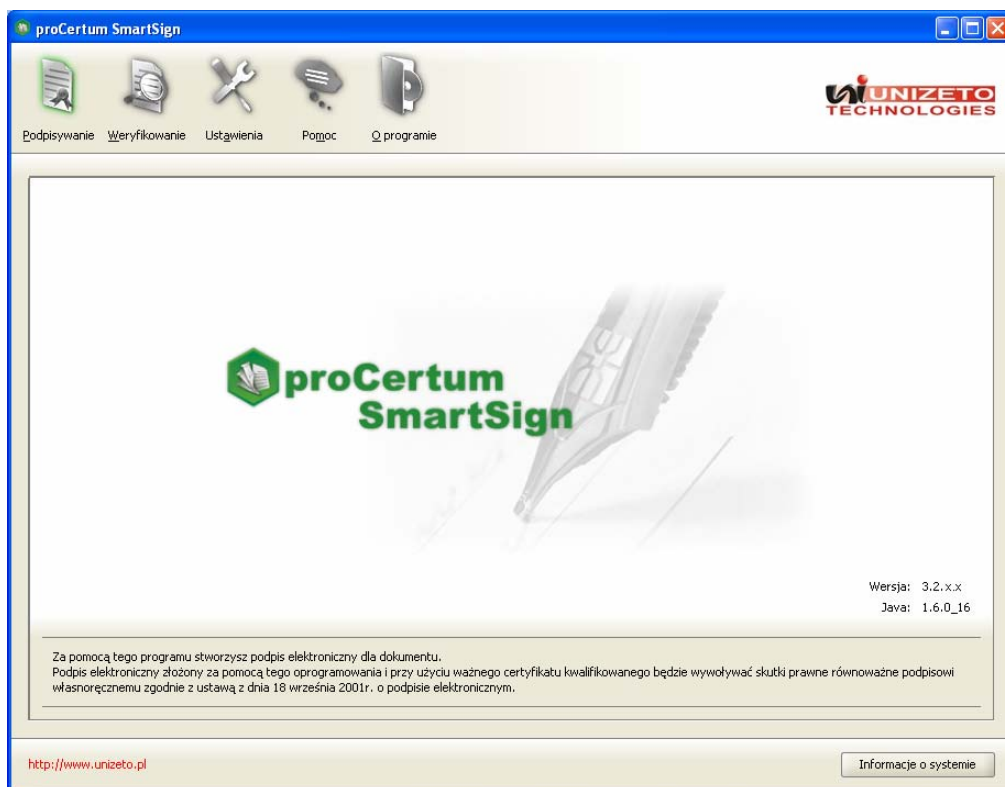 proCertum SmartSign
UNIZETO
TECHNOLOGIES
Podpisywanie Weryfikowanie Ustawienia Pomoc O programie
proCertum
SmartSign
Wersja: 3.2.x.x
Java: 1.6.0_16
Za pomocą tego programu stworzysz podpis elektroniczny dla dokumentu.
Podpis elektroniczny złożony za pomocą tego oprogramowania i przy użyciu ważnego certyfikatu kwalifikowanego będzie wywoływać skutki prawne równoważne podpisowi
własnoręcznemu zgodnie z ustawą z dnia 18 września 2001r. o podpisie elektronicznym.
http://www.unizeto.pl
Informacje o systemie